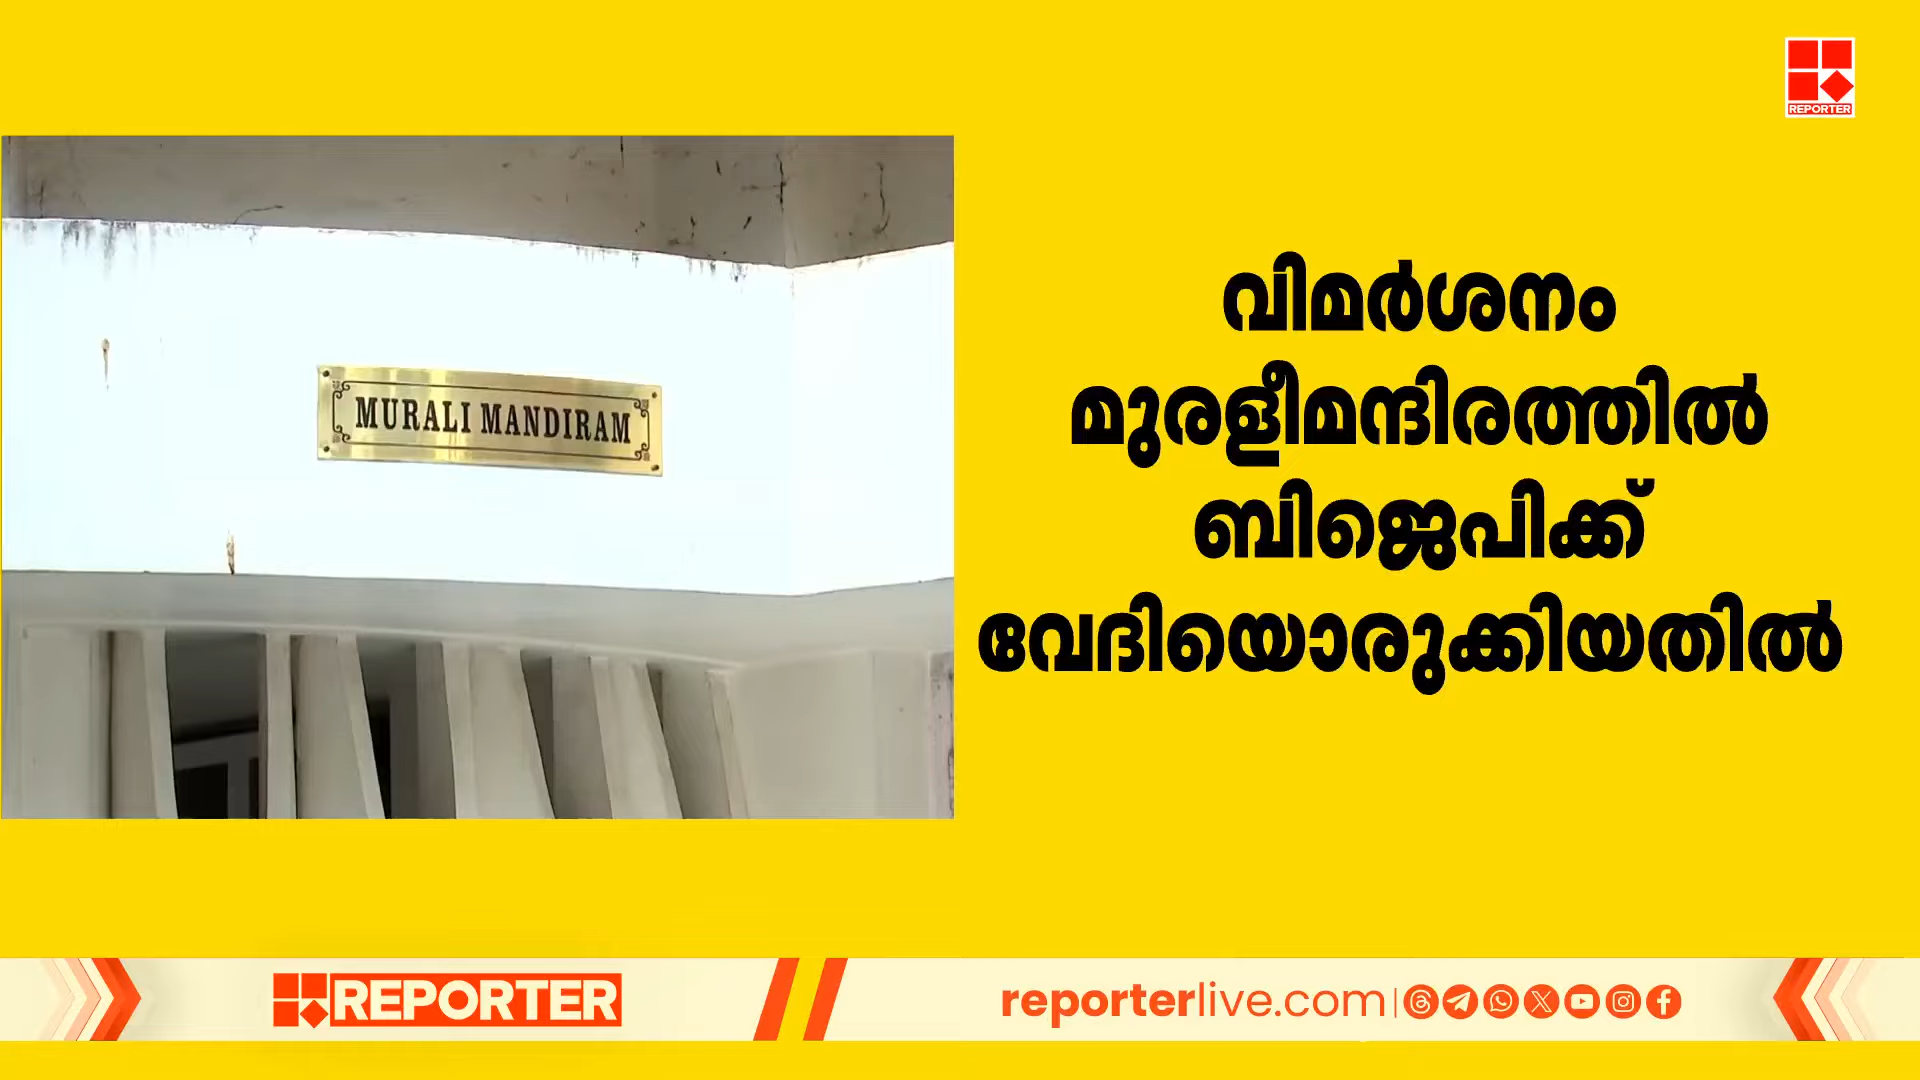 REPORTER
MURALI MANDIRAM
വിമർശനം
മുരളീമന്ദിരത്തിൽ
ബിജെപിക്ക്
വേദിയൊരുക്കിയതിൽ
REPORTER
reporterlive.com